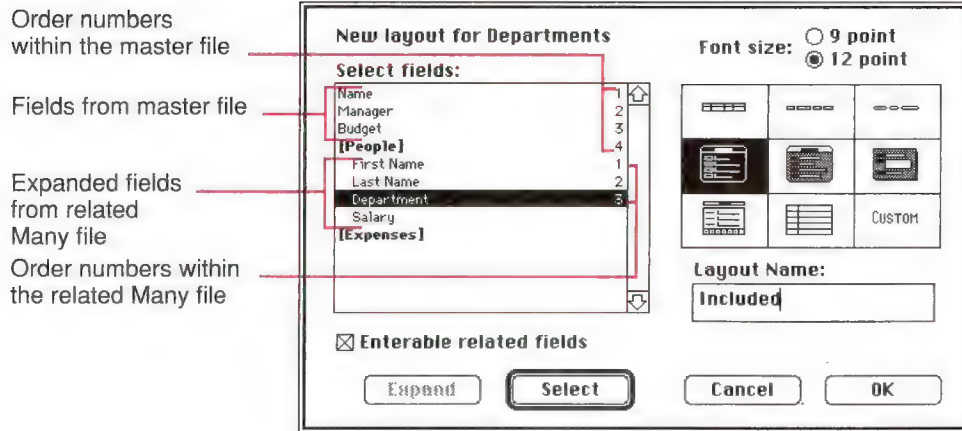 Order numbers
within the master file
Fields from master file
Expanded fields
from related
Many file
Order numbers within
the related Many file
New layout for Departments
Select fields:
Name 1
Manager 2
Budget 3
[People] 4
First Name 1
Last Name 2
Department 3
Salary
[Expenses]
Enterable related fields
Expand
Select
Font size:
9 point
12 point
CUSTOM
Layout Name:
Included
Cancel
OK